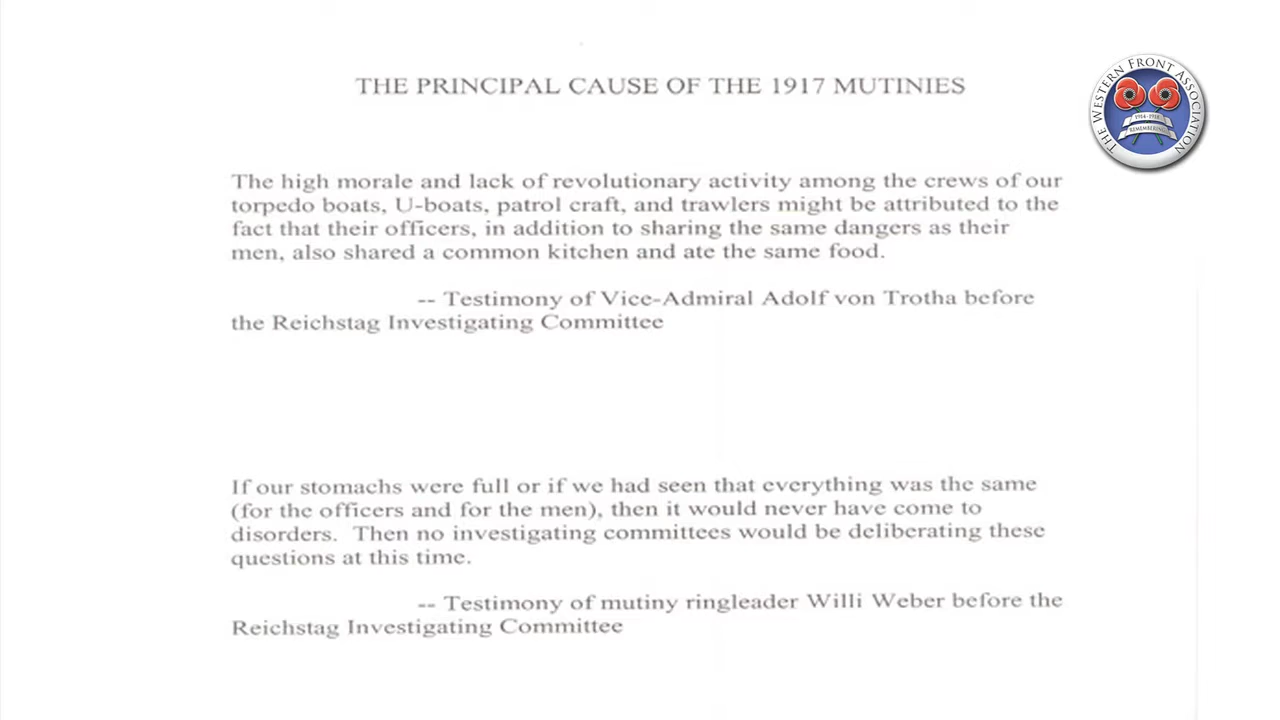 THE PRINCIPAL CAUSE OF THE 1917 MUTINIES
THE WESTERN FRONT ASSOCIATION
1914-1918
REMEMBERING
The high morale and lack of revolutionary activity among the crews of our
torpedo boats, U-boats, patrol craft, and trawlers might be attributed to the
fact that their officers, in addition to sharing the same dangers as their
men, also shared a common kitchen and ate the same food.
-- Testimony of Vice-Admiral Adolf von Trotha before
the Reichstag Investigating Committee
If our stomachs were full or if we had seen that everything was the same
(for the officers and for the men), then it would never have come to
disorders. Then no investigating committees would be deliberating these
questions at this time.
-- Testimony of mutiny ringleader Willi Weber before the
Reichstag Investigating Committee